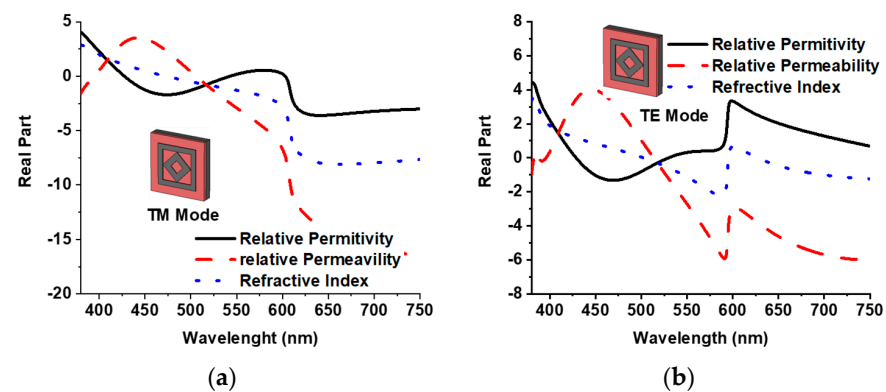 5
0
-5
-10
-15
-20
Real Part
400 450 500 550 600 650 700 750
Wavelenght (nm)
TM Mode
Relative Permitivity
relative Permeavility
Refractive Index
(a)
8
6
4
2
0
-2
-4
-6
-8
Real Part
400 450 500 550 600 650 700 750
Wavelength (nm)
Relative Permitivity
Relative Permeability
Refrective Index
TE Mode
(b)